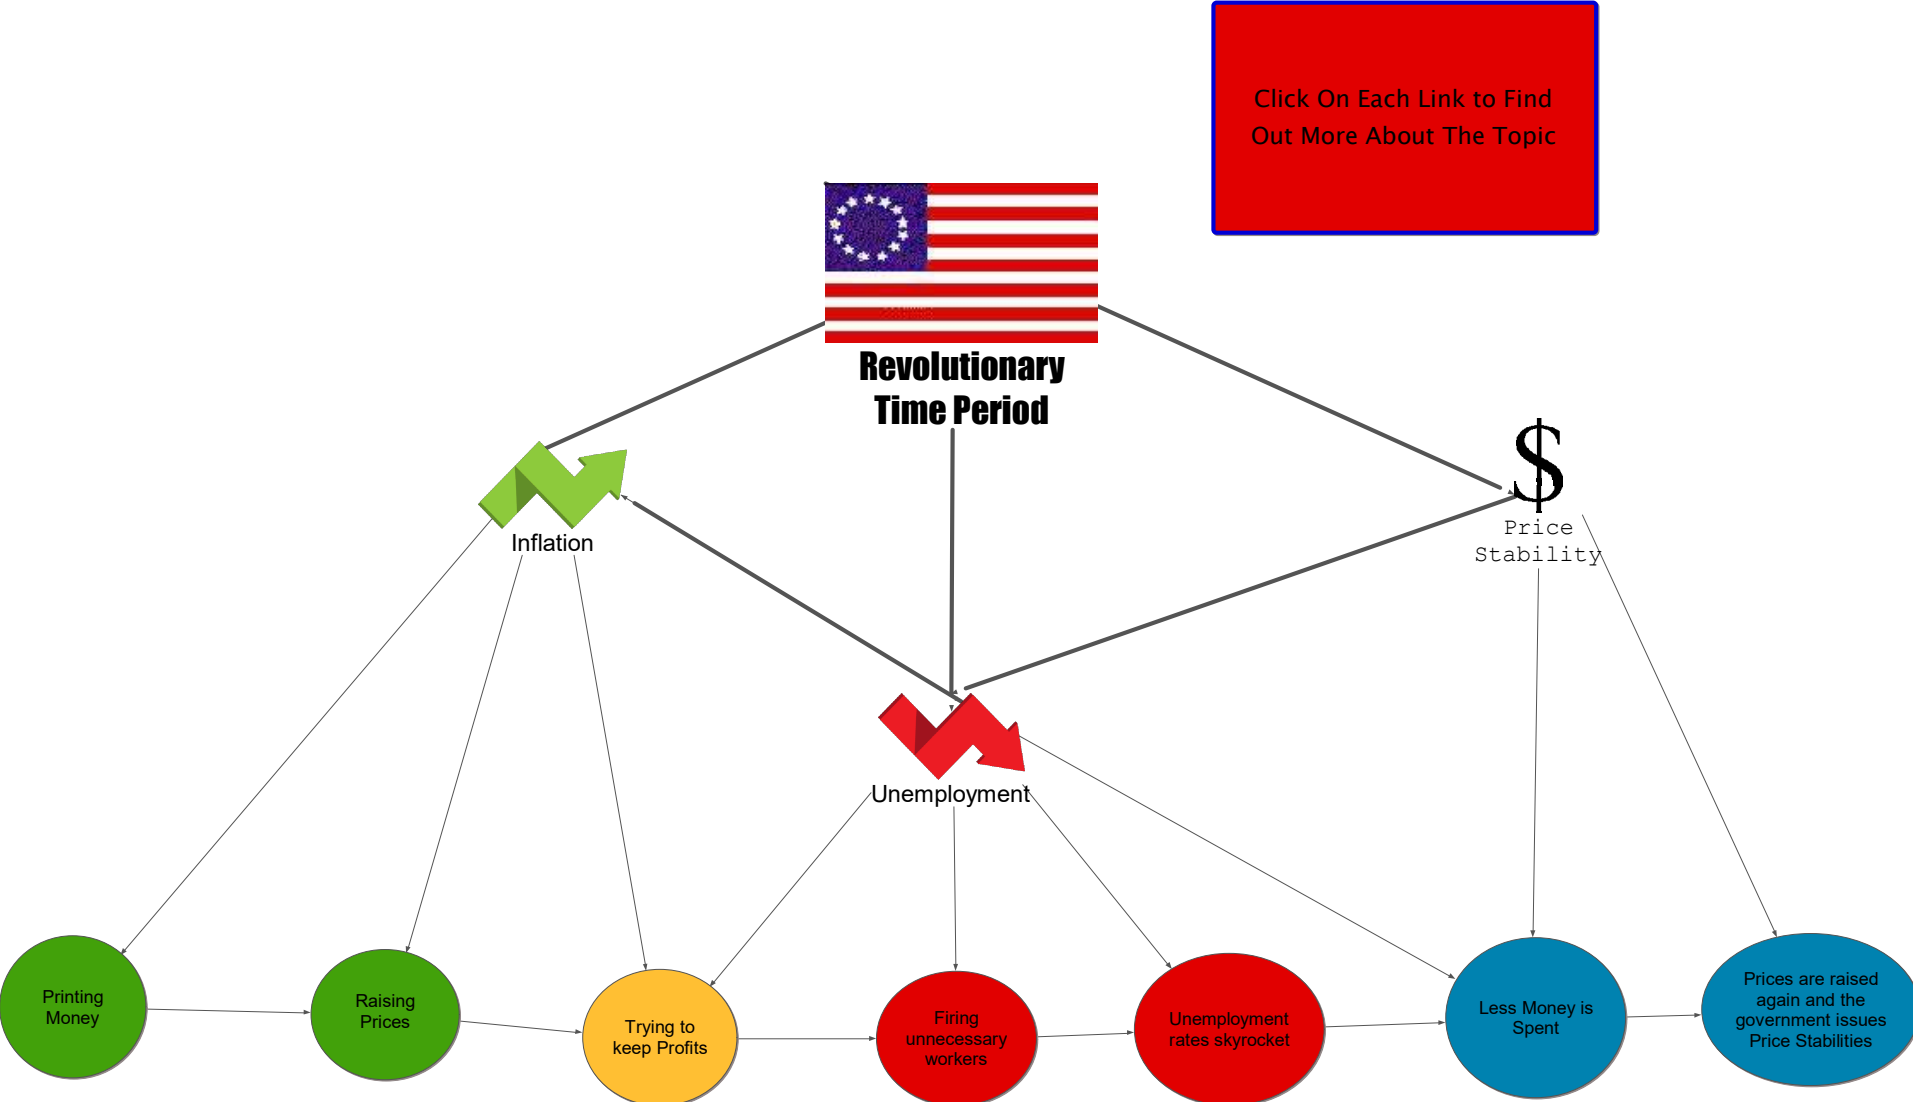 Click On Each Link to Find
Out More About The Topic
Revolutionary
Time Period
Inflation
Price
Stability
Unemployment
Printing
Money
Raising
Prices
Trying to
keep Profits
Firing
unnecessary
workers
Unemployment
rates skyrocket
Less Money is
Spent
Prices are raised
again and the
government issues
Price Stabilities